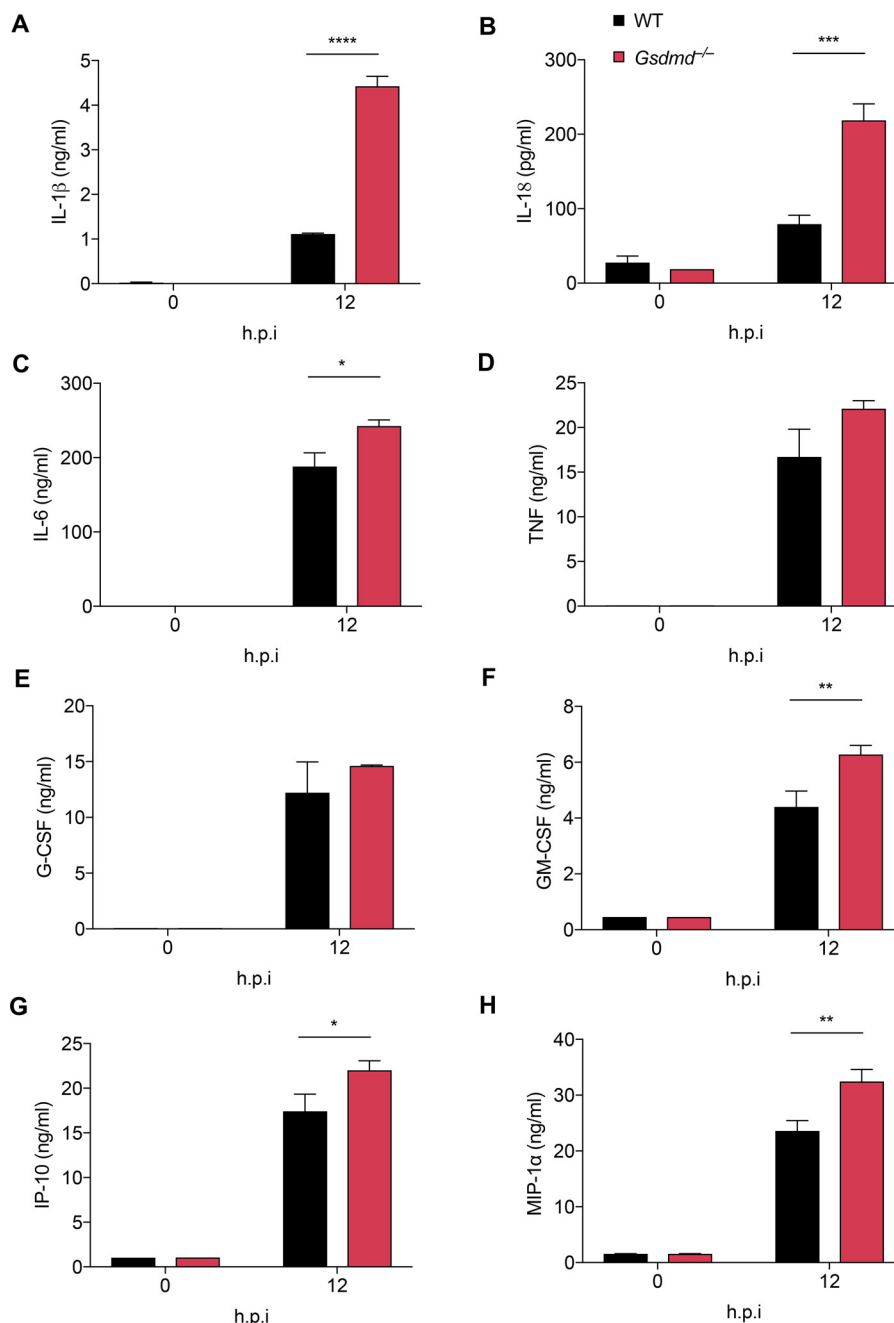 A
IL-1β (ng/ml)
5
4
3
2
1
0
****
0 12
h.p.i
B
WT
Gsdmd–/–
IL-18 (pg/ml)
300
200
100
0
***
0 12
h.p.i
C
IL-6 (ng/ml)
300
200
100
0
*
0 12
h.p.i
D
TNF (ng/ml)
25
20
15
10
5
0
0 12
h.p.i
E
G-CSF (ng/ml)
20
15
10
5
0
0 12
h.p.i
F
GM-CSF (ng/ml)
8
6
4
2
0
**
0 12
h.p.i
G
IP-10 (ng/ml)
25
20
15
10
5
0
*
0 12
h.p.i
H
MIP-1α (ng/ml)
40
30
20
10
0
**
0 12
h.p.i